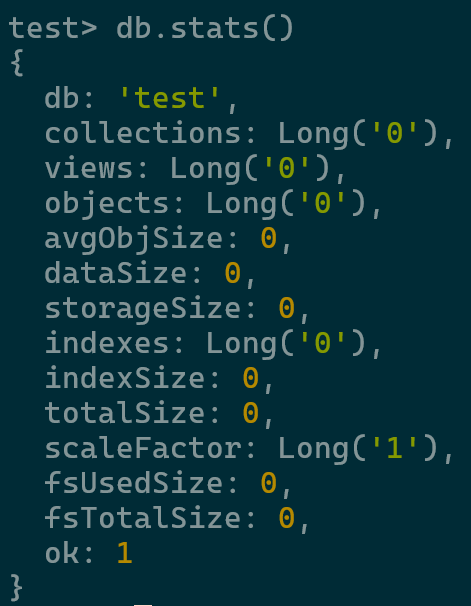 test> db.stats()
{
  db: 'test',
  collections: Long('0'),
  views: Long('0'),
  objects: Long('0'),
  avgObjSize: 0,
  dataSize: 0,
  storageSize: 0,
  indexes: Long('0'),
  indexSize: 0,
  totalSize: 0,
  scaleFactor: Long('1'),
  fsUsedSize: 0,
  fsTotalSize: 0,
  ok: 1
}